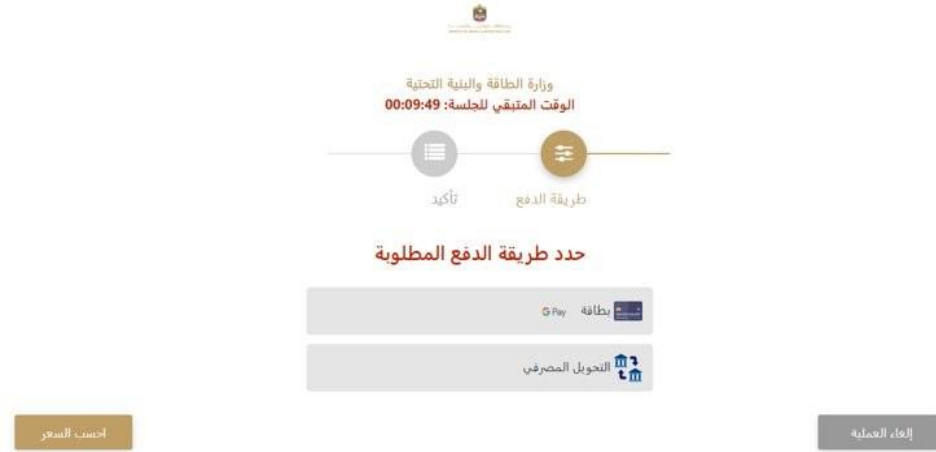 وزارة الطاقة والبنية التحتية
الوقت المتبقي للجلسة: 00:09:49
طريقة الدفع
تأكيد
حدد طريقة الدفع المطلوبة
بطاقة G Pay
التحويل المصرفي
إلغاء العملية
احسب السعر